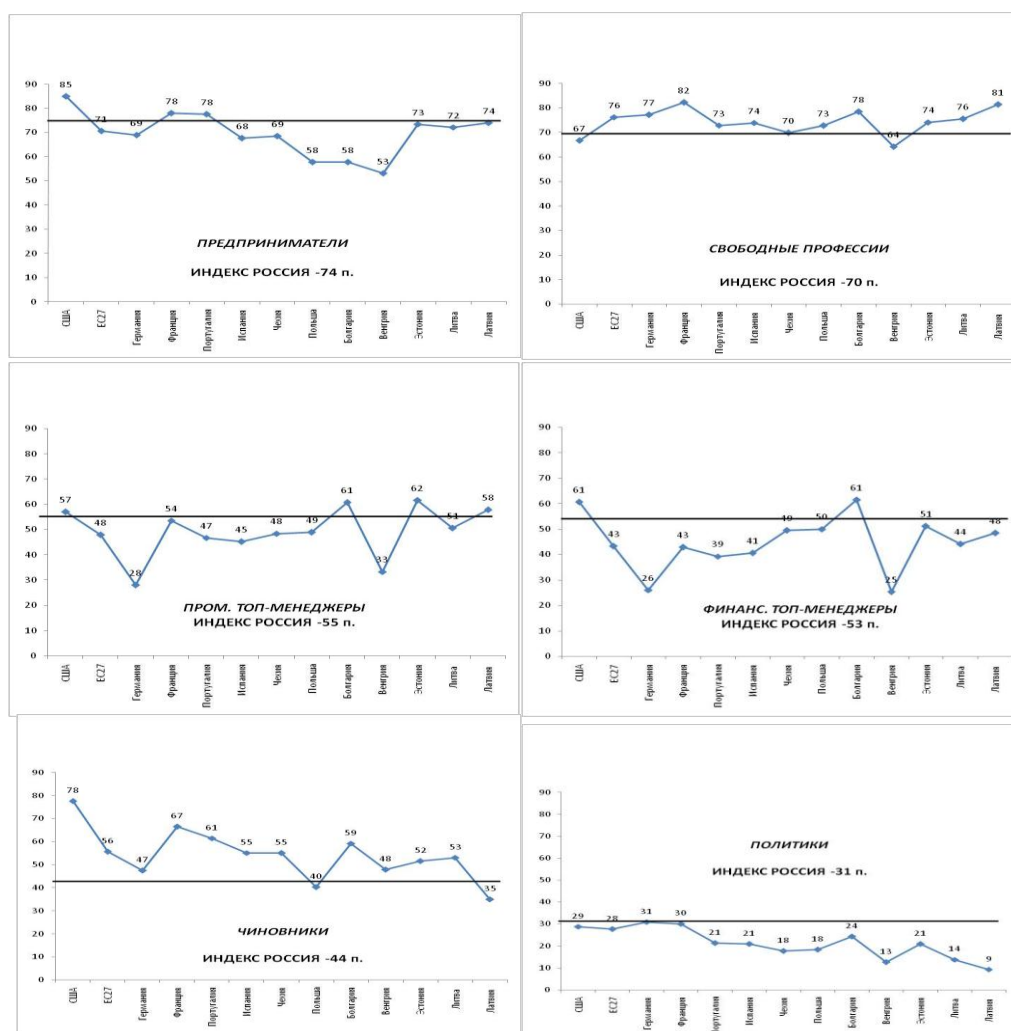 90
80
70
60
50
40
30
20
10
0
85
71
69
78
78
68
69
58
58
53
73
72
74
ПРЕДПРИНИМАТЕЛИ
ИНДЕКС РОССИЯ -74 п.
США
ЕС27
Германия
Франция
Португалия
Испания
Чехия
Польша
Болгария
Венгрия
Эстония
Литва
Латвия
90
80
70
60
50
40
30
20
10
0
67
76
77
82
73
74
70
73
78
64
74
76
81
СВОБОДНЫЕ ПРОФЕССИИ
ИНДЕКС РОССИЯ -70 п.
США
ЕС27
Германия
Франция
Португалия
Испания
Чехия
Польша
Болгария
Венгрия
Эстония
Литва
Латвия
90
80
70
60
50
40
30
20
10
0
57
48
28
54
47
45
48
49
61
33
62
51
58
ПРОМ. ТОП-МЕНЕДЖЕРЫ
ИНДЕКС РОССИЯ -55 п.
США
ЕС27
Германия
Франция
Португалия
Испания
Чехия
Польша
Болгария
Венгрия
Эстония
Литва
Латвия
90
80
70
60
50
40
30
20
10
0
61
43
26
43
39
41
49
50
61
25
51
44
48
ФИНАНС. ТОП-МЕНЕДЖЕРЫ
ИНДЕКС РОССИЯ -53 п.
США
ЕС27
Германия
Франция
Португалия
Испания
Чехия
Польша
Болгария
Венгрия
Эстония
Литва
Латвия
90
80
70
60
50
40
30
20
10
0
78
56
47
67
61
55
55
40
59
48
52
53
35
ЧИНОВНИКИ
ИНДЕКС РОССИЯ -44 п.
США
ЕС27
Германия
Франция
Португалия
Испания
Чехия
Польша
Болгария
Венгрия
Эстония
Литва
Латвия
90
80
70
60
50
40
30
20
10
0
29
28
31
30
21
21
18
18
24
13
21
14
9
ПОЛИТИКИ
ИНДЕКС РОССИЯ -31 п.
США
ЕС27
Германия
Франция
Португалия
Испания
Чехия
Польша
Болгария
Венгрия
Эстония
Литва
Латвия